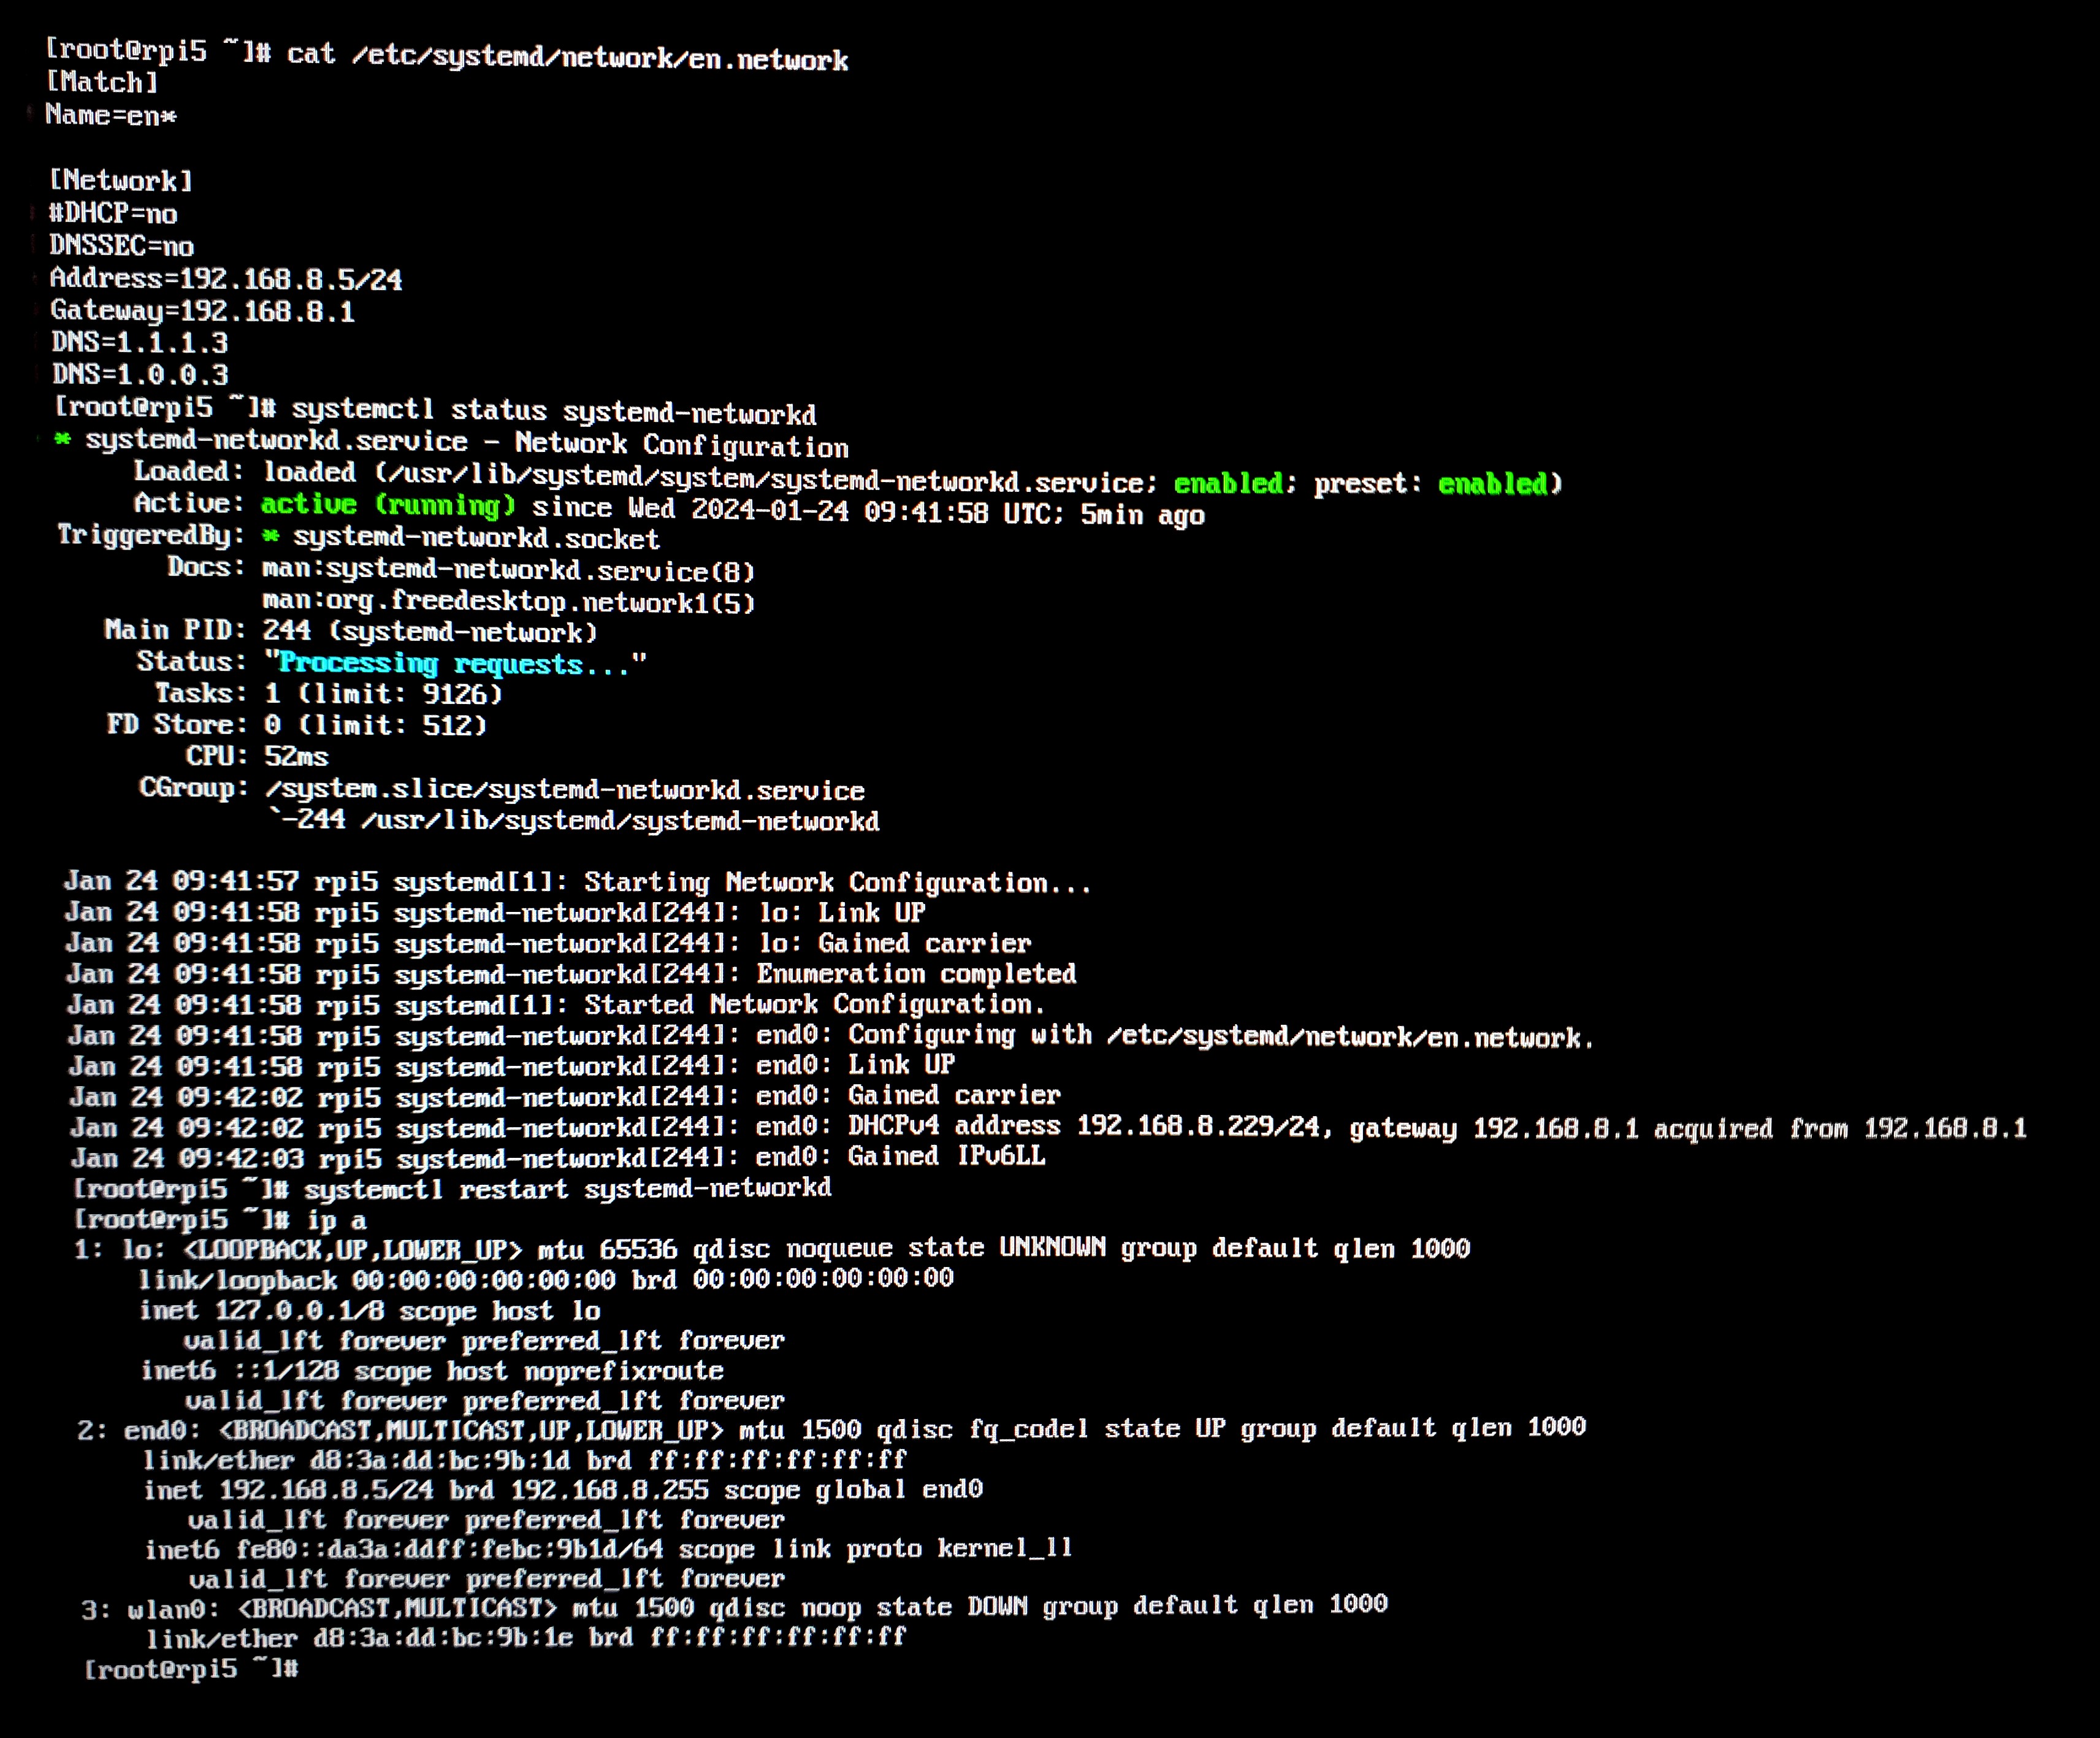 [root@rpi5 ~]# cat /etc/systemd/network/en.network
[Match]
Name=en*

[Network]
#DHCP=no
DNSSEC=no
Address=192.168.8.5/24
Gateway=192.168.8.1
DNS=1.1.1.3
DNS=1.0.0.3
[root@rpi5 ~]# systemctl status systemd-networkd
* systemd-networkd.service - Network Configuration
     Loaded: loaded (/usr/lib/systemd/system/systemd-networkd.service; enabled; preset: enabled)
     Active: active (running) since Wed 2024-01-24 09:41:58 UTC; 5min ago
TriggeredBy: * systemd-networkd.socket
       Docs: man:systemd-networkd.service(8)
             man:org.freedesktop.network1(5)
   Main PID: 244 (systemd-network)
     Status: "Processing requests..."
      Tasks: 1 (limit: 9126)
   FD Store: 0 (limit: 512)
        CPU: 52ms
     CGroup: /system.slice/systemd-networkd.service
             `-244 /usr/lib/systemd/systemd-networkd

Jan 24 09:41:57 rpi5 systemd[1]: Starting Network Configuration...
Jan 24 09:41:58 rpi5 systemd-networkd[244]: lo: Link UP
Jan 24 09:41:58 rpi5 systemd-networkd[244]: lo: Gained carrier
Jan 24 09:41:58 rpi5 systemd-networkd[244]: Enumeration completed
Jan 24 09:41:58 rpi5 systemd[1]: Started Network Configuration.
Jan 24 09:41:58 rpi5 systemd-networkd[244]: end0: Configuring with /etc/systemd/network/en.network.
Jan 24 09:41:58 rpi5 systemd-networkd[244]: end0: Link UP
Jan 24 09:42:02 rpi5 systemd-networkd[244]: end0: Gained carrier
Jan 24 09:42:02 rpi5 systemd-networkd[244]: end0: DHCPv4 address 192.168.8.229/24, gateway 192.168.8.1 acquired from 192.168.8.1
Jan 24 09:42:03 rpi5 systemd-networkd[244]: end0: Gained IPv6LL
[root@rpi5 ~]# systemctl restart systemd-networkd
[root@rpi5 ~]# ip a
1: lo: <LOOPBACK,UP,LOWER_UP> mtu 65536 qdisc noqueue state UNKNOWN group default qlen 1000
    link/loopback 00:00:00:00:00:00 brd 00:00:00:00:00:00
    inet 127.0.0.1/8 scope host lo
       valid_lft forever preferred_lft forever
    inet6 ::1/128 scope host noprefixroute
       valid_lft forever preferred_lft forever
2: end0: <BROADCAST,MULTICAST,UP,LOWER_UP> mtu 1500 qdisc fq_codel state UP group default qlen 1000
    link/ether d8:3a:dd:bc:9b:1d brd ff:ff:ff:ff:ff:ff
    inet 192.168.8.5/24 brd 192.168.8.255 scope global end0
       valid_lft forever preferred_lft forever
    inet6 fe80::da3a:ddff:febc:9b1d/64 scope link proto kernel_ll
       valid_lft forever preferred_lft forever
3: wlan0: <BROADCAST,MULTICAST> mtu 1500 qdisc noop state DOWN group default qlen 1000
    link/ether d8:3a:dd:bc:9b:1e brd ff:ff:ff:ff:ff:ff
[root@rpi5 ~]#